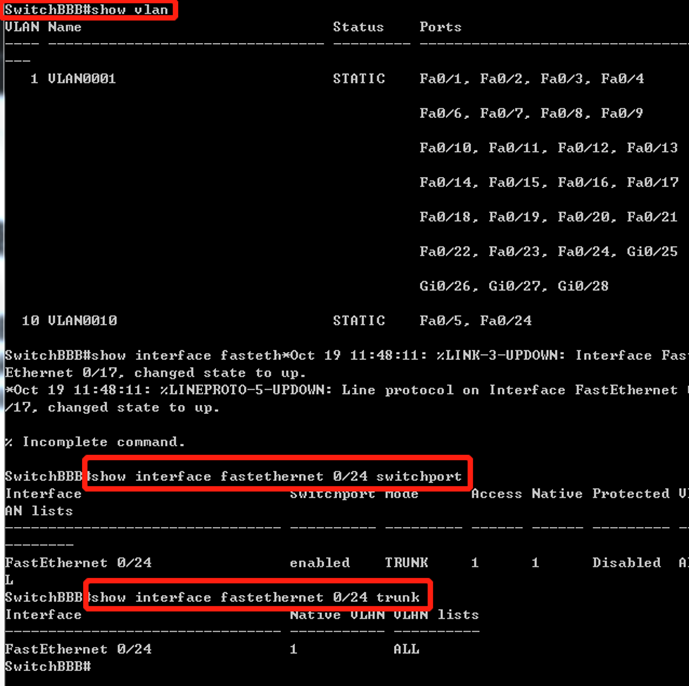 SwitchBBB#show vlan
VLAN Name                             Status    Ports
---- -------------------------------- --------- --------------------------------
---
   1 VLAN0001                         STATIC    Fa0/1, Fa0/2, Fa0/3, Fa0/4
                                                Fa0/6, Fa0/7, Fa0/8, Fa0/9
                                                Fa0/10, Fa0/11, Fa0/12, Fa0/13
                                                Fa0/14, Fa0/15, Fa0/16, Fa0/17
                                                Fa0/18, Fa0/19, Fa0/20, Fa0/21
                                                Fa0/22, Fa0/23, Fa0/24, Gi0/25
                                                Gi0/26, Gi0/27, Gi0/28
  10 VLAN0010                         STATIC    Fa0/5, Fa0/24
SwitchBBB#show interface fasteth*Oct 19 11:48:11: %LINK-3-UPDOWN: Interface Fas
Ethernet 0/17, changed state to up.
*Oct 19 11:48:11: %LINEPROTO-5-UPDOWN: Line protocol on Interface FastEthernet
/17, changed state to up.
% Incomplete command.
SwitchBBB#show interface fastethernet 0/24 switchport
Interface                        Switchport Mode      Access Native Protected V
AN lists
-------------------------------- ---------- --------- ------ ------ --------- --
--------
FastEthernet 0/24                enabled    TRUNK     1      1      Disabled  A
L
SwitchBBB#show interface fastethernet 0/24 trunk
Interface                        Native VLAN VLAN lists
-------------------------------- ----------- ----------
FastEthernet 0/24                1           ALL
SwitchBBB#